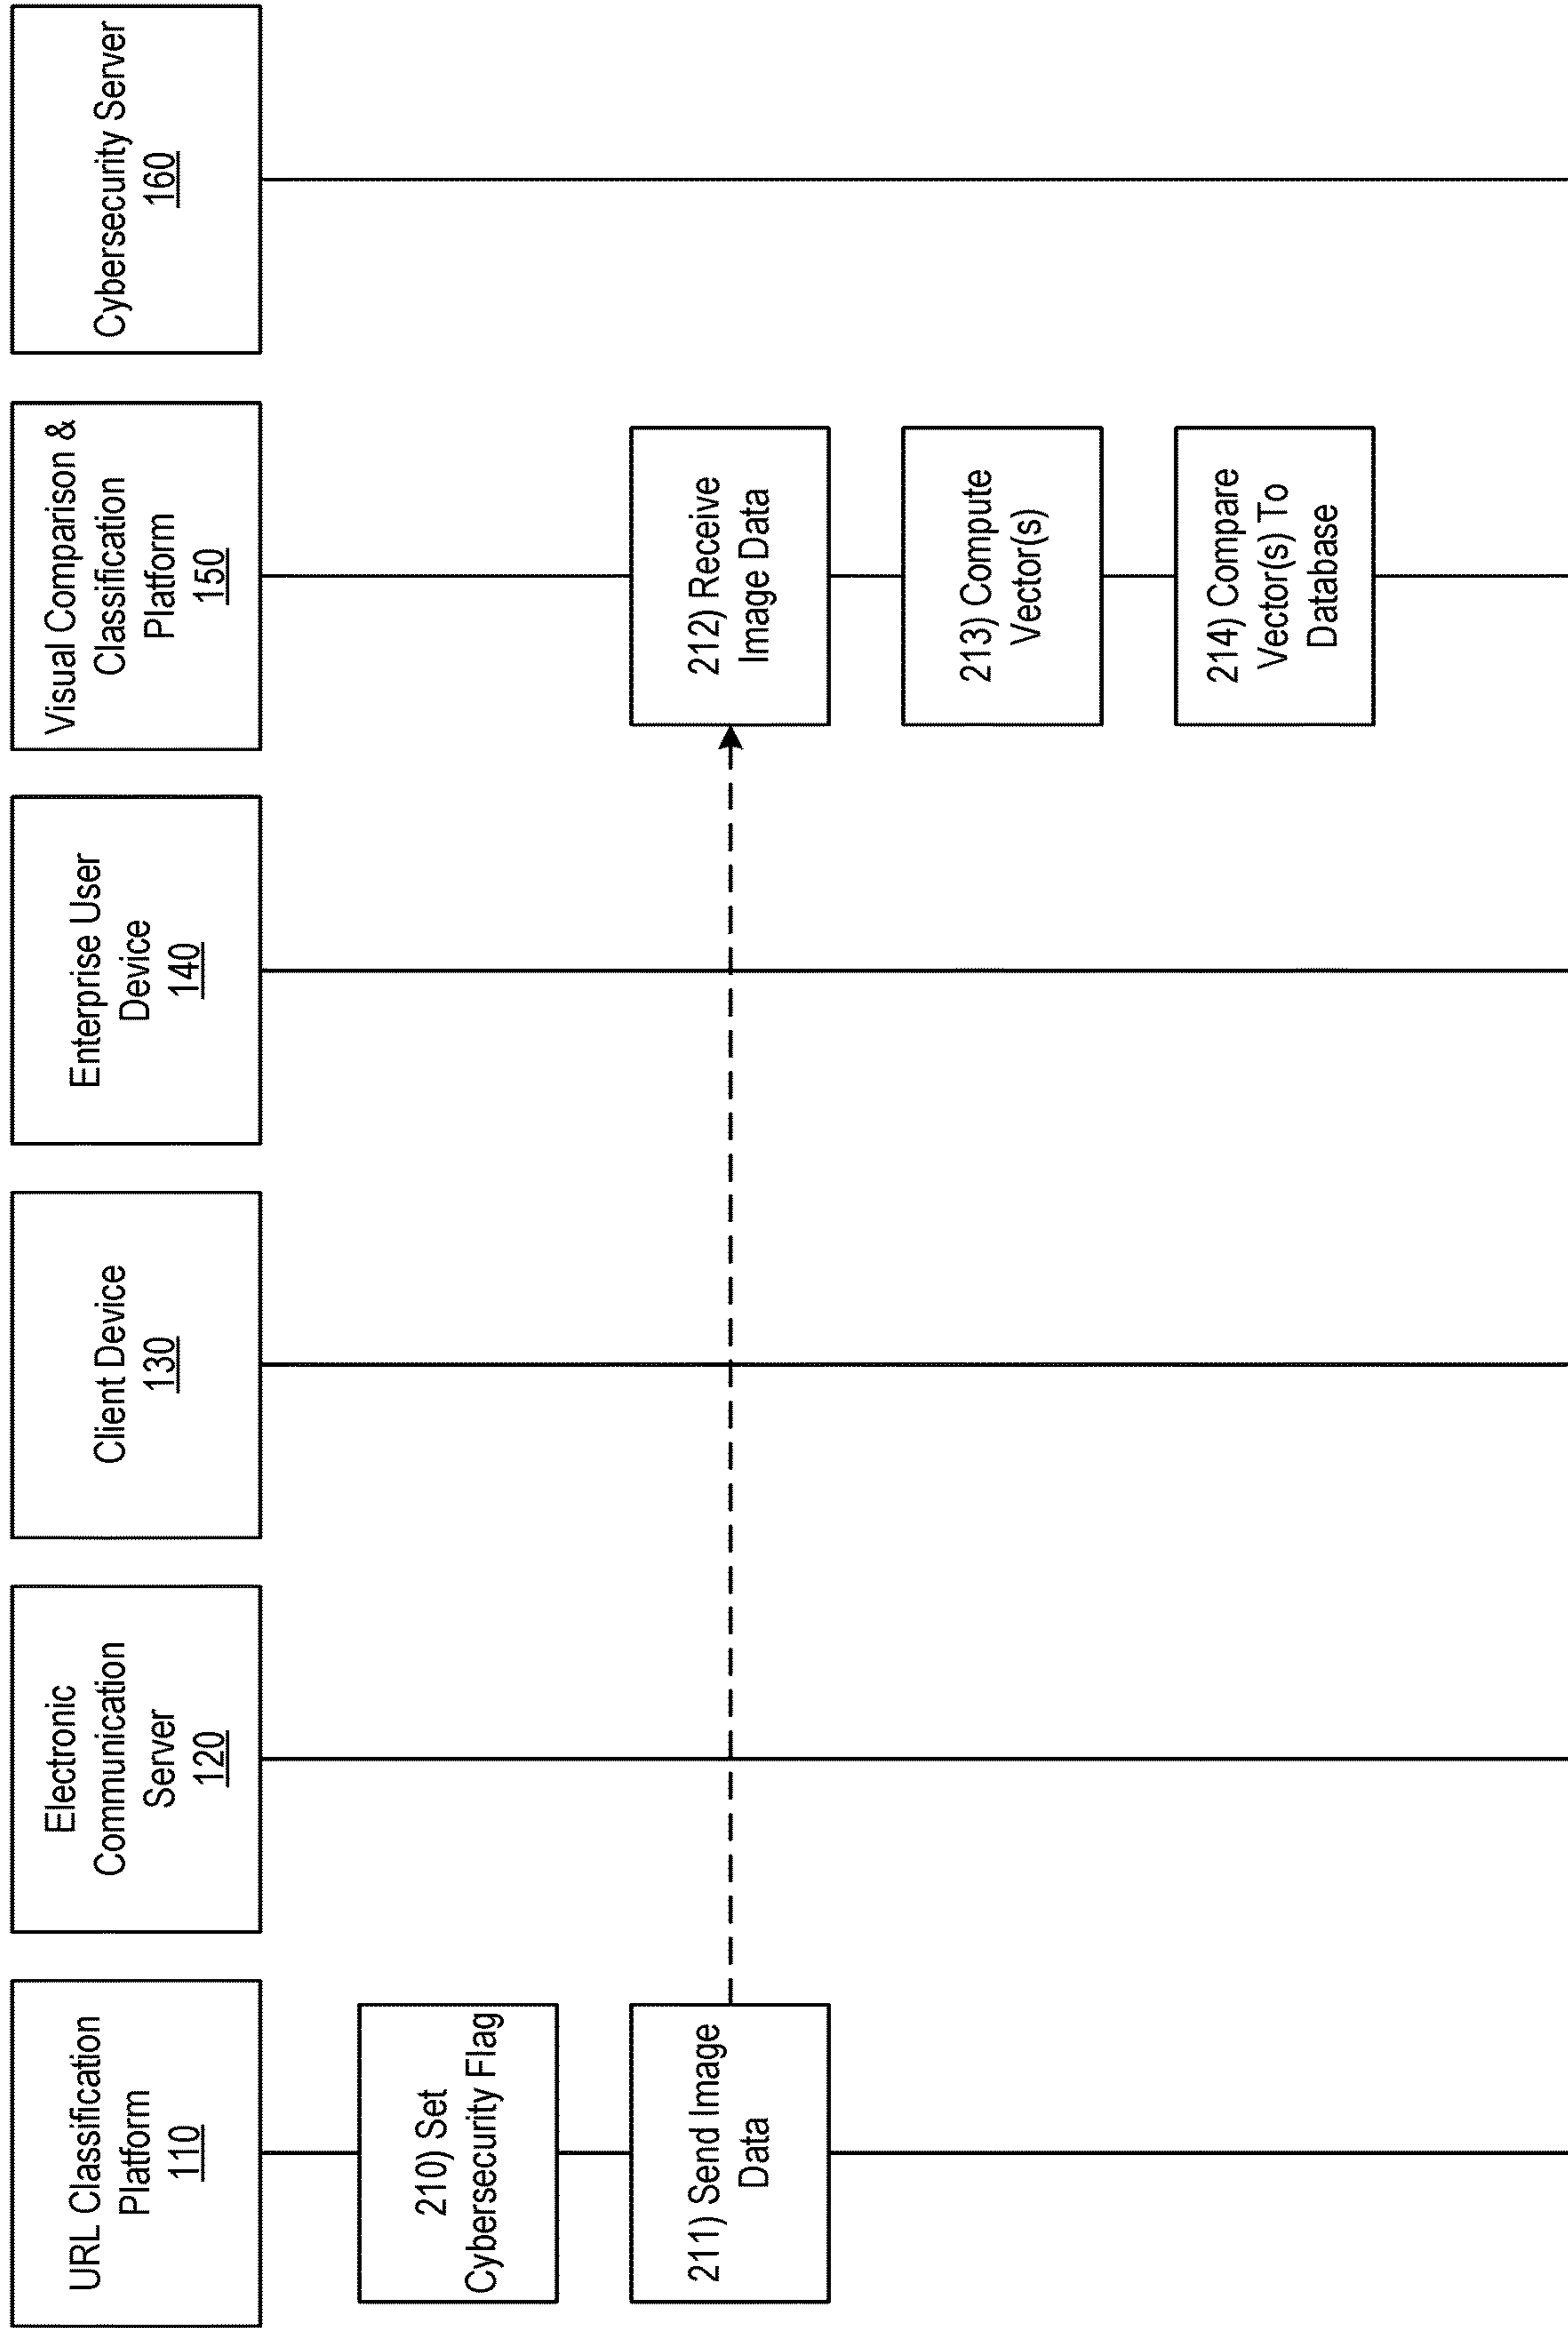 URL Classification
Platform
110
Electronic
Communication
Server
120
Client Device
130
Enterprise User
Device
140
Visual Comparison &
Classification
Platform
150
Cybersecurity Server
160
210) Set
Cybersecurity Flag
211) Send Image
Data
212) Receive
Image Data
213) Compute
Vector(s)
214) Compare
Vector(s) To
Database